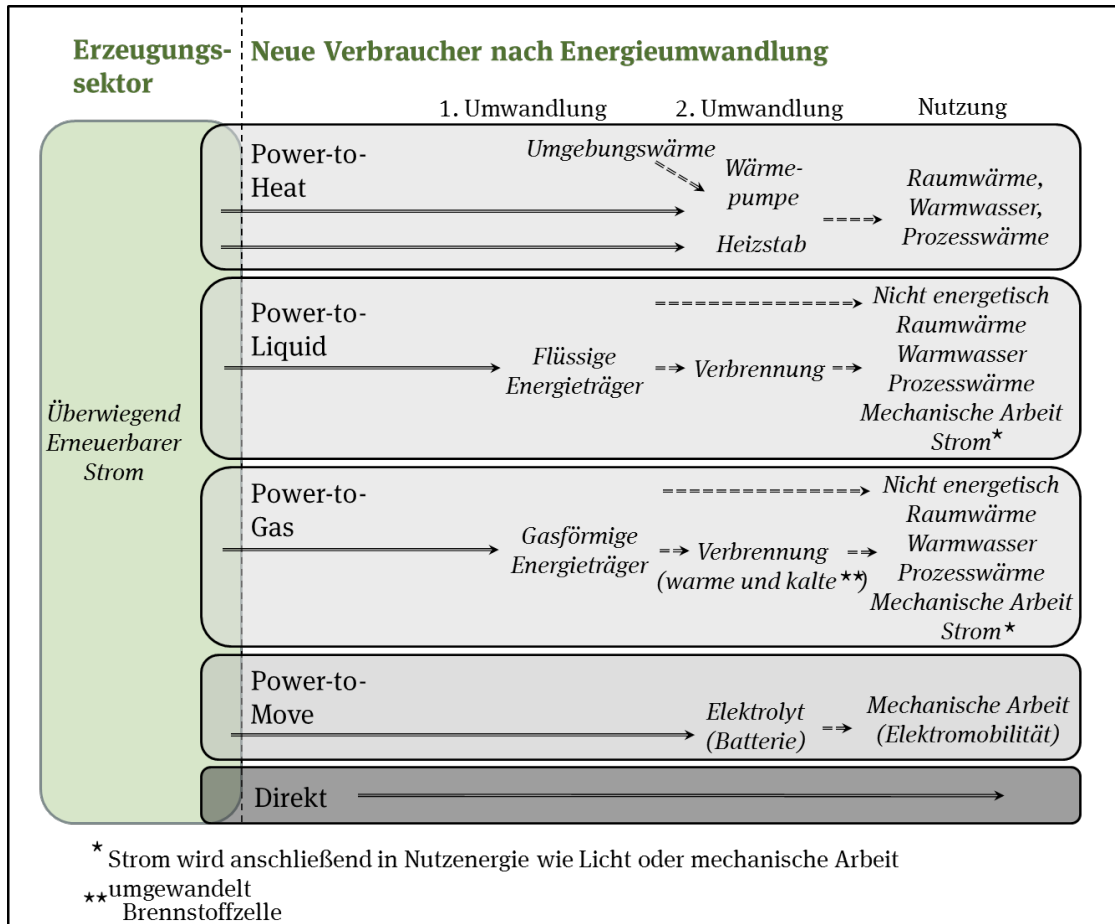 Erzeugungs-
sektor
Neue Verbraucher nach Energieumwandlung
1. Umwandlung
2. Umwandlung
Nutzung
Überwiegend
Erneuerbarer
Strom
Power-to-
Heat
Umgebungswärme
Wärme-
pumpe
Heizstab
Raumwärme,
Warmwasser,
Prozesswärme
Power-to-
Liquid
Flüssige
Energieträger
Verbrennung
Nicht energetisch
Raumwärme
Warmwasser
Prozesswärme
Mechanische Arbeit
Strom*
Power-to-
Gas
Gasförmige
Energieträger
Verbrennung
(warme und kalte**)
Nicht energetisch
Raumwärme
Warmwasser
Prozesswärme
Mechanische Arbeit
Strom*
Power-to-
Move
Elektrolyt
(Batterie)
Mechanische Arbeit
(Elektromobilität)
Direkt
* Strom wird anschließend in Nutzenergie wie Licht oder mechanische Arbeit
umgewandelt
** Brennstoffzelle